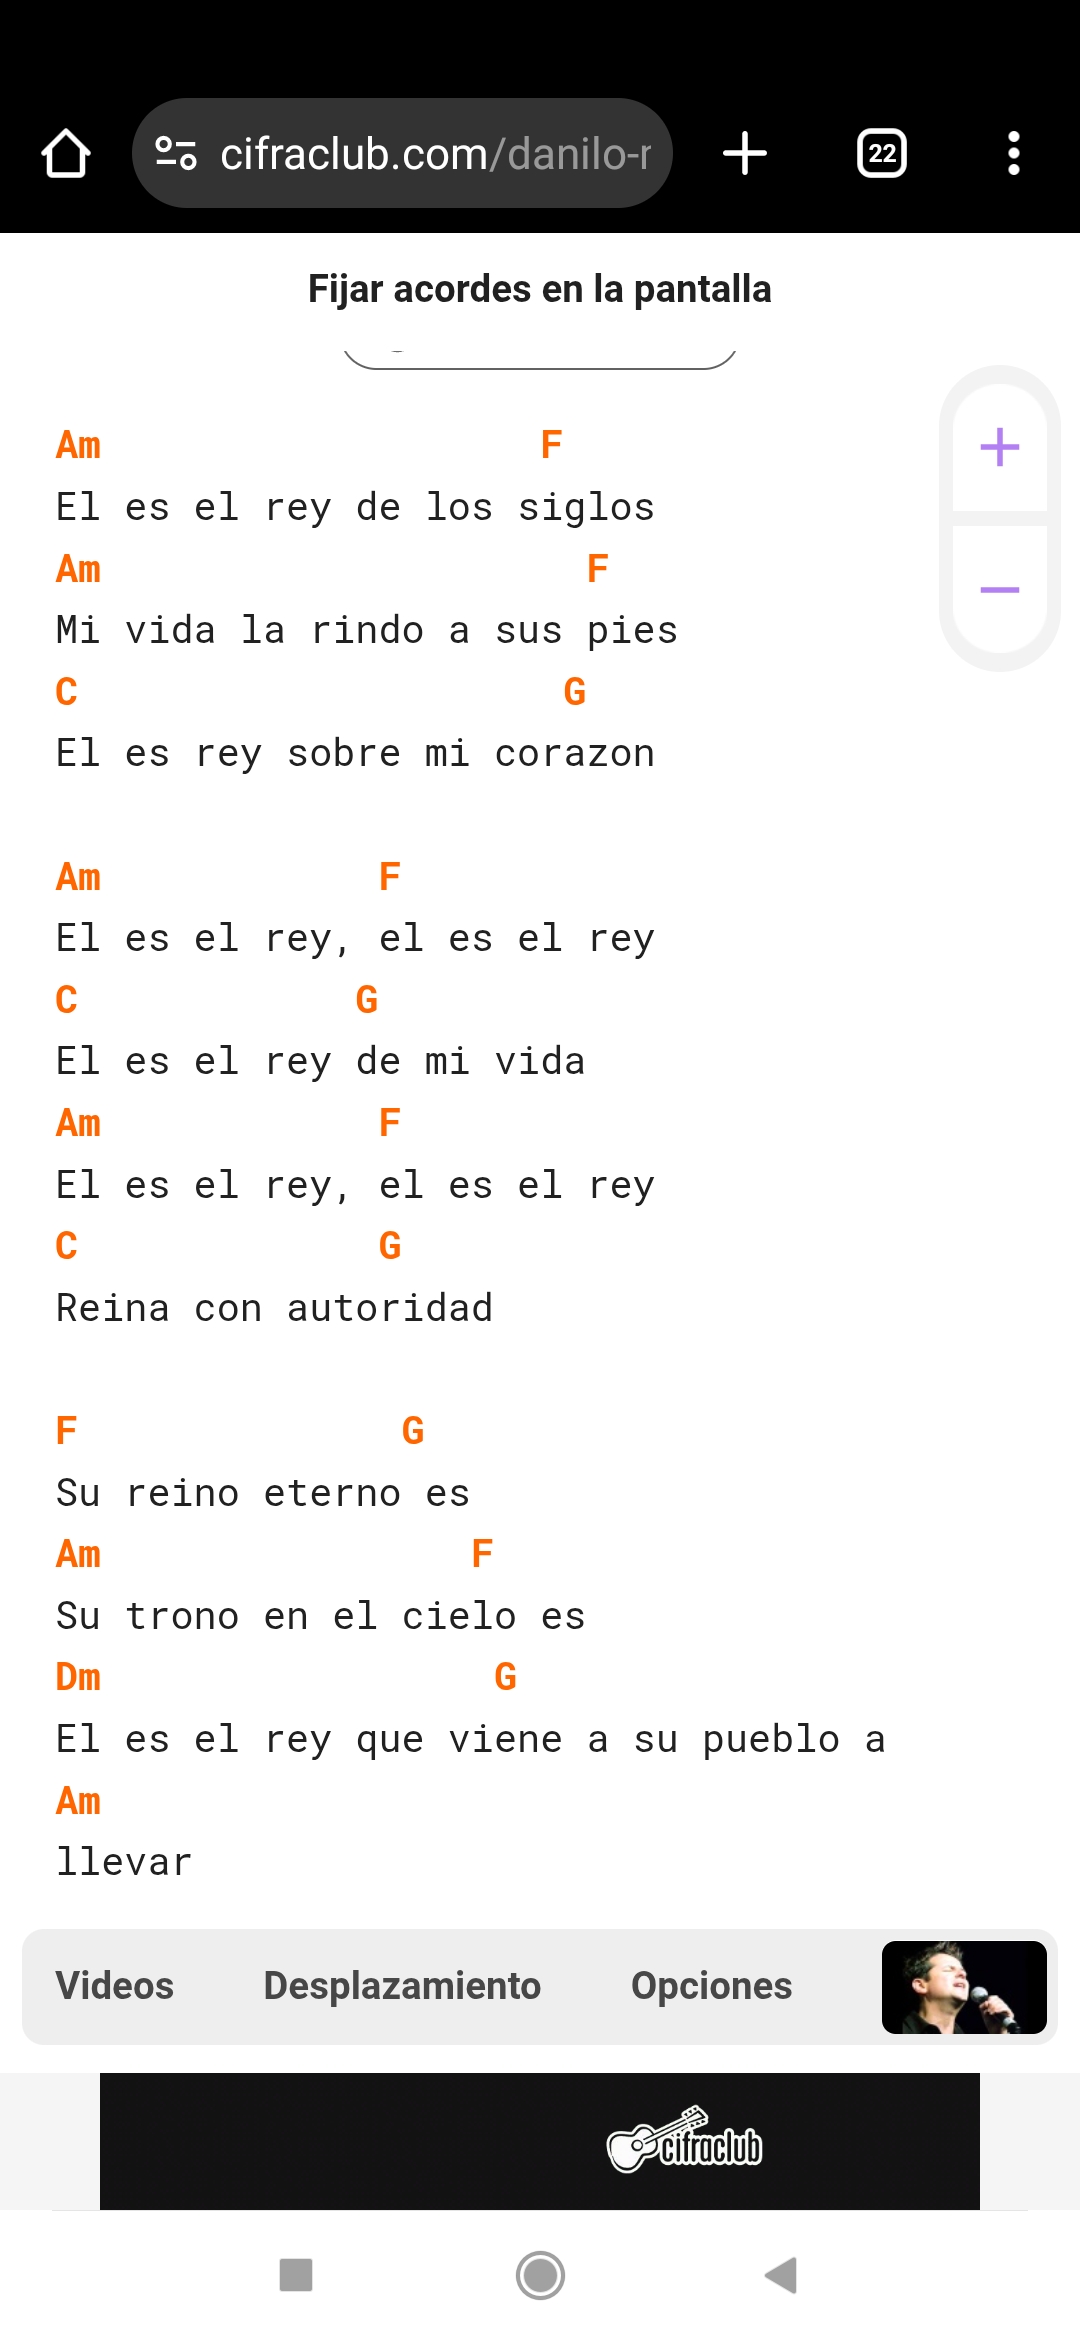 cifraclub.com/danilo-r
22
Fijar acordes en la pantalla
Am F
El es el rey de los siglos
Am F
Mi vida la rindo a sus pies
C G
El es rey sobre mi corazon
Am F
El es el rey, el es el rey
C G
El es el rey de mi vida
Am F
El es el rey, el es el rey
C G
Reina con autoridad
F G
Su reino eterno es
Am F
Su trono en el cielo es
Dm G
El es el rey que viene a su pueblo a
Am
llevar
Videos Desplazamiento Opciones
cifraclub